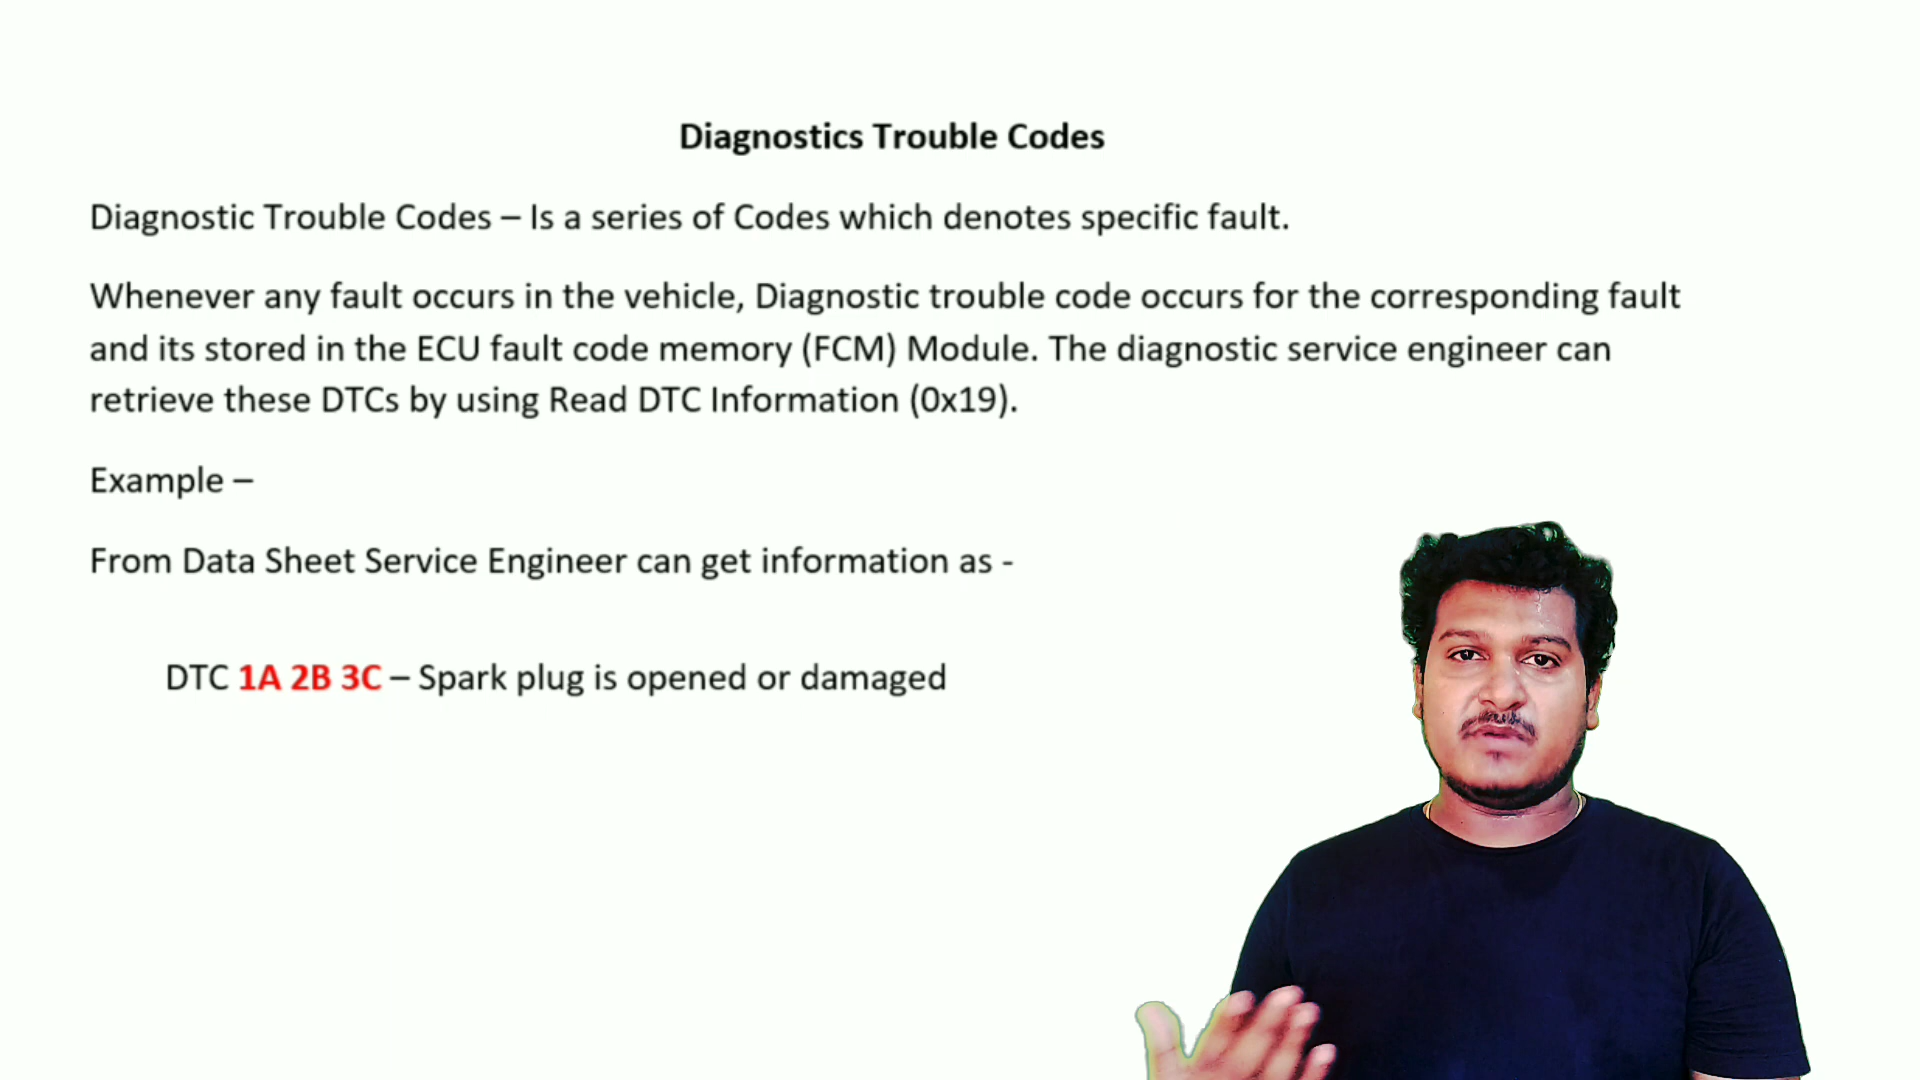 Diagnostics Trouble Codes
Diagnostic Trouble Codes – Is a series of Codes which denotes specific fault.
Whenever any fault occurs in the vehicle, Diagnostic trouble code occurs for the corresponding fault
and its stored in the ECU fault code memory (FCM) Module. The diagnostic service engineer can
retrieve these DTCs by using Read DTC Information (0x19).
Example –
From Data Sheet Service Engineer can get information as -
DTC 1A 2B 3C – Spark plug is opened or damaged